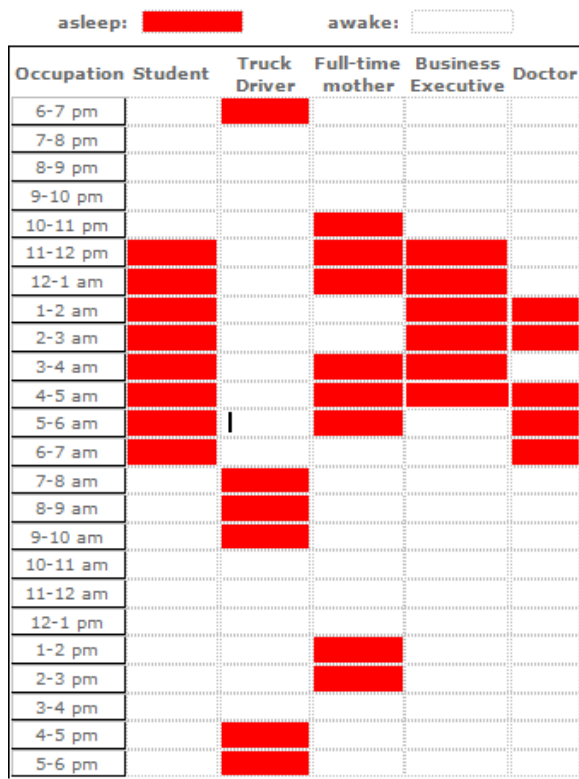 asleep: awake:
Occupation Student Truck Driver Full-time mother Business Executive Doctor
6-7 pm
7-8 pm
8-9 pm
9-10 pm
10-11 pm
11-12 pm
12-1 am
1-2 am
2-3 am
3-4 am
4-5 am
5-6 am
6-7 am
7-8 am
8-9 am
9-10 am
10-11 am
11-12 am
12-1 pm
1-2 pm
2-3 pm
3-4 pm
4-5 pm
5-6 pm